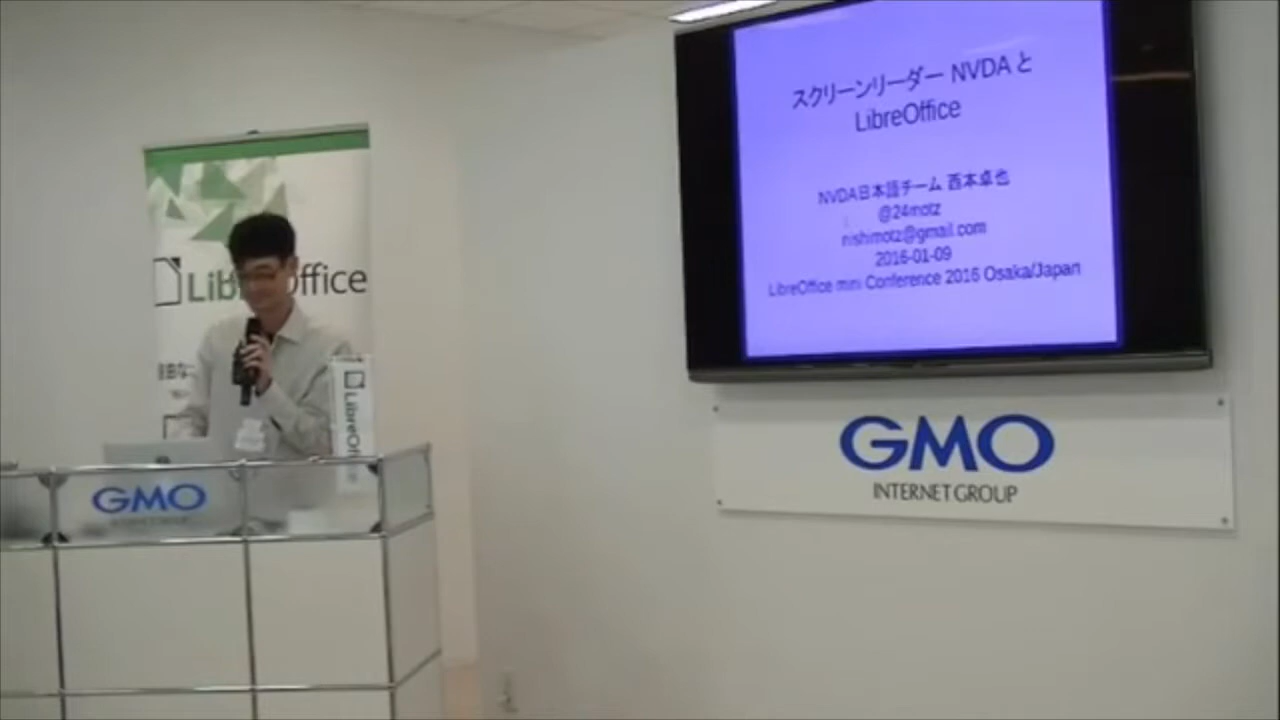 スクリーンリーダー NVDA と
LibreOffice
NVDA日本語チーム 西本卓也
@24motz
nishimotz@gmail.com
2016-01-09
LibreOffice mini Conference 2016 Osaka/Japan
GMO
INTERNET GROUP
LibreOffice
LibreOffice
GMO